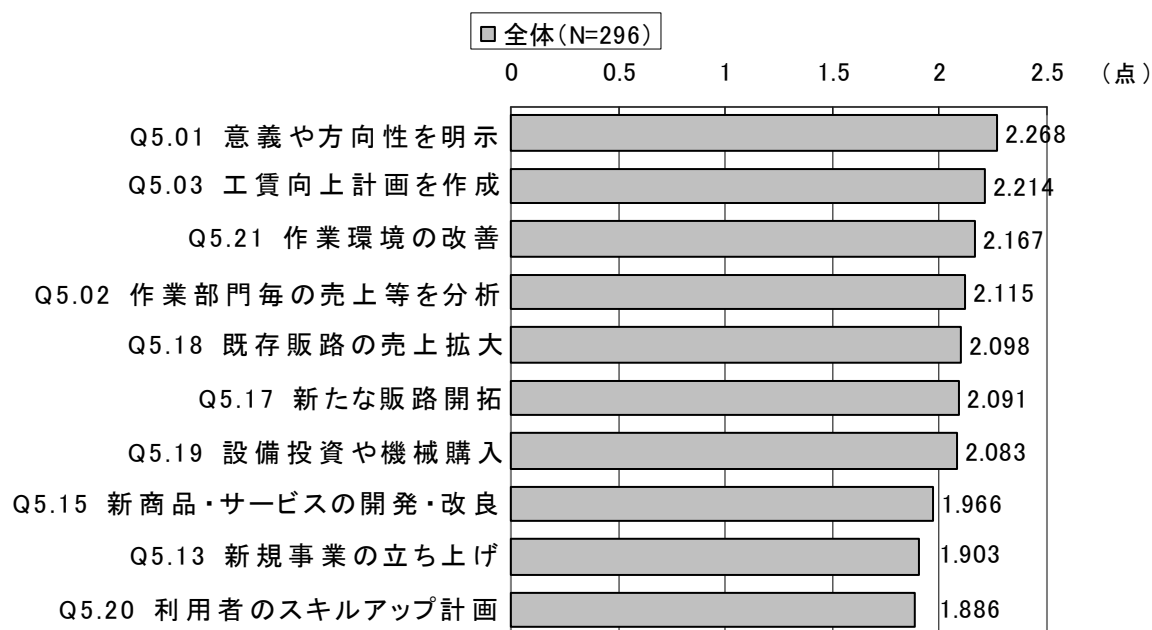 全体(N=296)
0 0.5 1 1.5 2 2.5 (点)
Q5.01 意義や方向性を明示 2.268
Q5.03 工賃向上計画を作成 2.214
Q5.21 作業環境の改善 2.167
Q5.02 作業部門毎の売上等を分析 2.115
Q5.18 既存販路の売上拡大 2.098
Q5.17 新たな販路開拓 2.091
Q5.19 設備投資や機械購入 2.083
Q5.15 新商品・サービスの開発・改良 1.966
Q5.13 新規事業の立ち上げ 1.903
Q5.20 利用者のスキルアップ計画 1.886